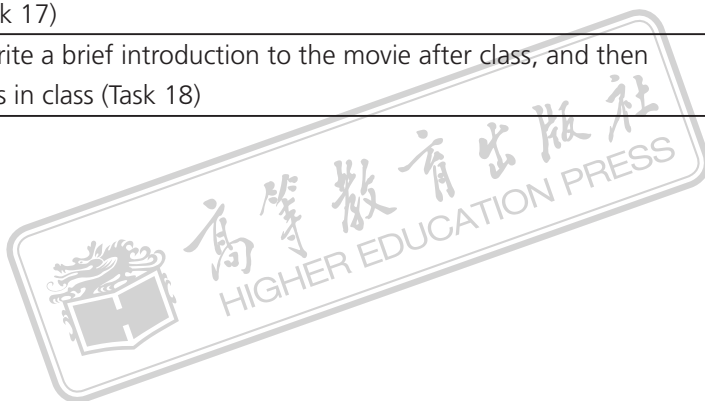 k 17)
rite a brief introduction to the movie after class, and then
s in class (Task 18)
高等教育出版社
HIGHER EDUCATION PRESS